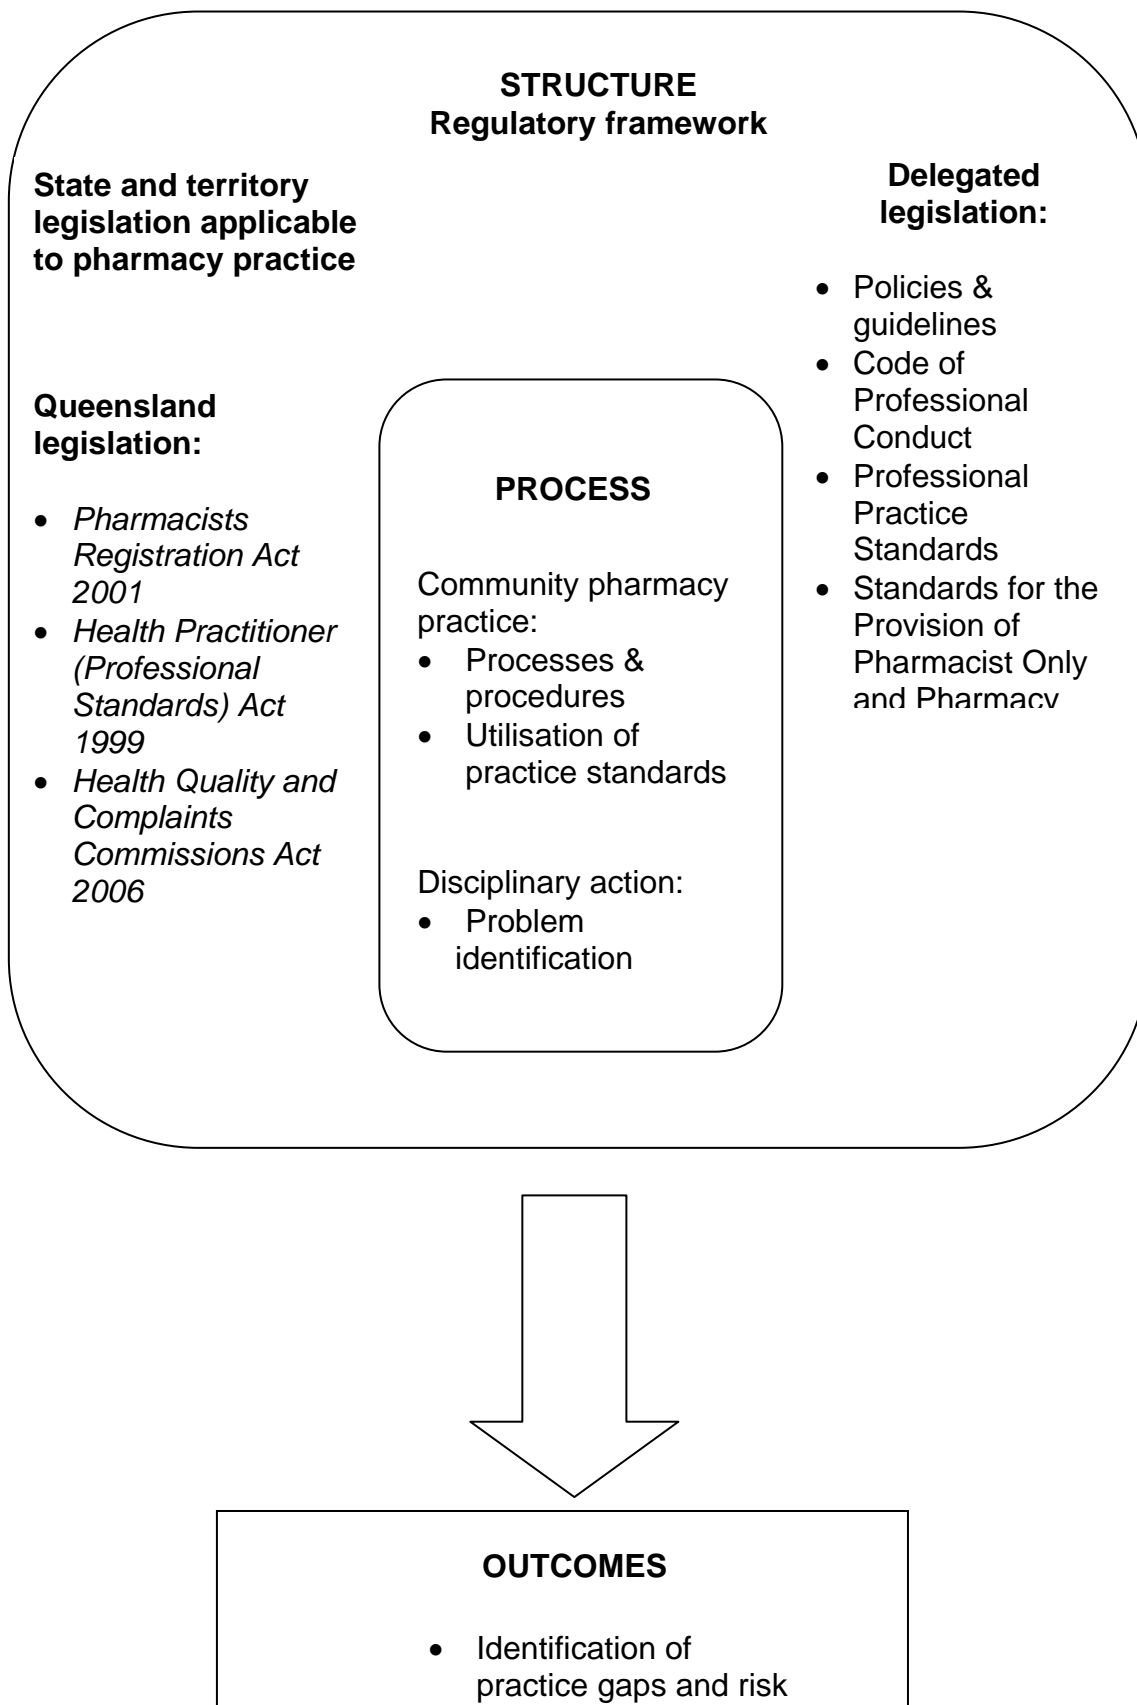 STRUCTURE
Regulatory framework
State and territory
legislation applicable
to pharmacy practice
Queensland
legislation:
• Pharmacists
Registration Act
2001
• Health Practitioner
(Professional
Standards) Act
1999
• Health Quality and
Complaints
Commissions Act
2006
PROCESS
Community pharmacy
practice:
• Processes &
procedures
• Utilisation of
practice standards
Disciplinary action:
• Problem
identification
Delegated
legislation:
• Policies &
guidelines
• Code of
Professional
Conduct
• Professional
Practice
Standards
• Standards for the
Provision of
Pharmacist Only
and Pharmacy
OUTCOMES
• Identification of
practice gaps and risk